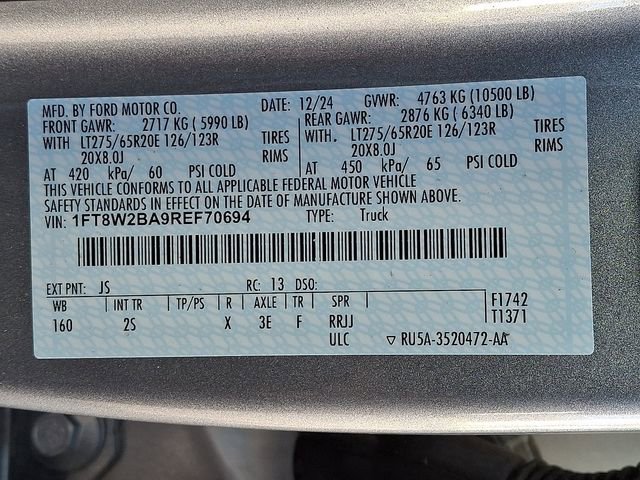 MFD. BY FORD MOTOR CO. DATE: 12/24 GVWR: 4763 KG (10500 LB)
FRONT GAWR: 2717 KG ( 5990 LB) REAR GAWR: 2876 KG ( 6340 LB)
WITH LT275/65R20E 126/123R TIRES WITH. LT275/65R20E 126/123R TIRES
20X8.0J RIMS 20X8.0J RIMS
AT 420 kPa/ 60 PSI COLD AT 450 kPa/ 65 PSI COLD
THIS VEHICLE CONFORMS TO ALL APPLICABLE FEDERAL MOTOR VEHICLE
SAFETY STANDARDS IN EFFECT ON THE DATE OF MANUFACTURE SHOWN ABOVE.
VIN: 1FT8W2BA9REF70694 TYPE: Truck
EXT PNT: JS RC: 13 DSO:
WB INT TR TP/PS R AXLE TR SPR F1742
160 2S X 3E F RRJJ T1371
ULC RU5A-3520472-AA